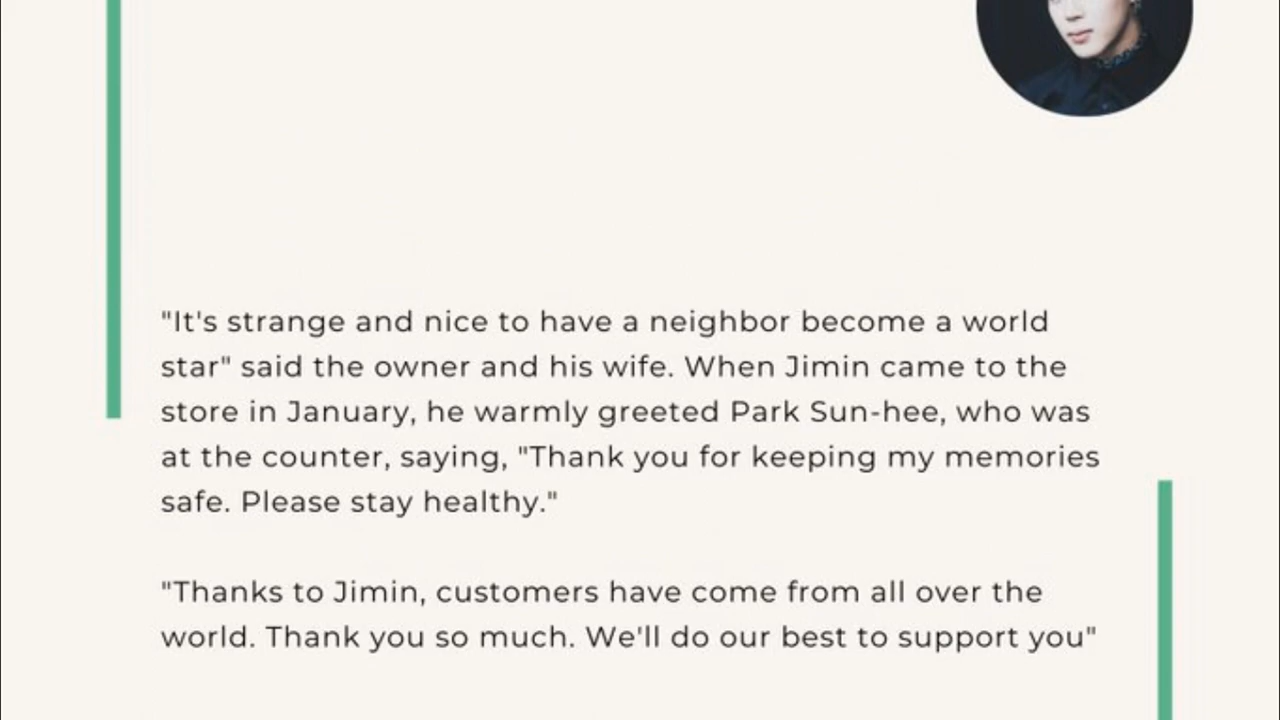 "It's strange and nice to have a neighbor become a world
star" said the owner and his wife. When Jimin came to the
store in January, he warmly greeted Park Sun-hee, who was
at the counter, saying, "Thank you for keeping my memories
safe. Please stay healthy."
"Thanks to Jimin, customers have come from all over the
world. Thank you so much. We'll do our best to support you"